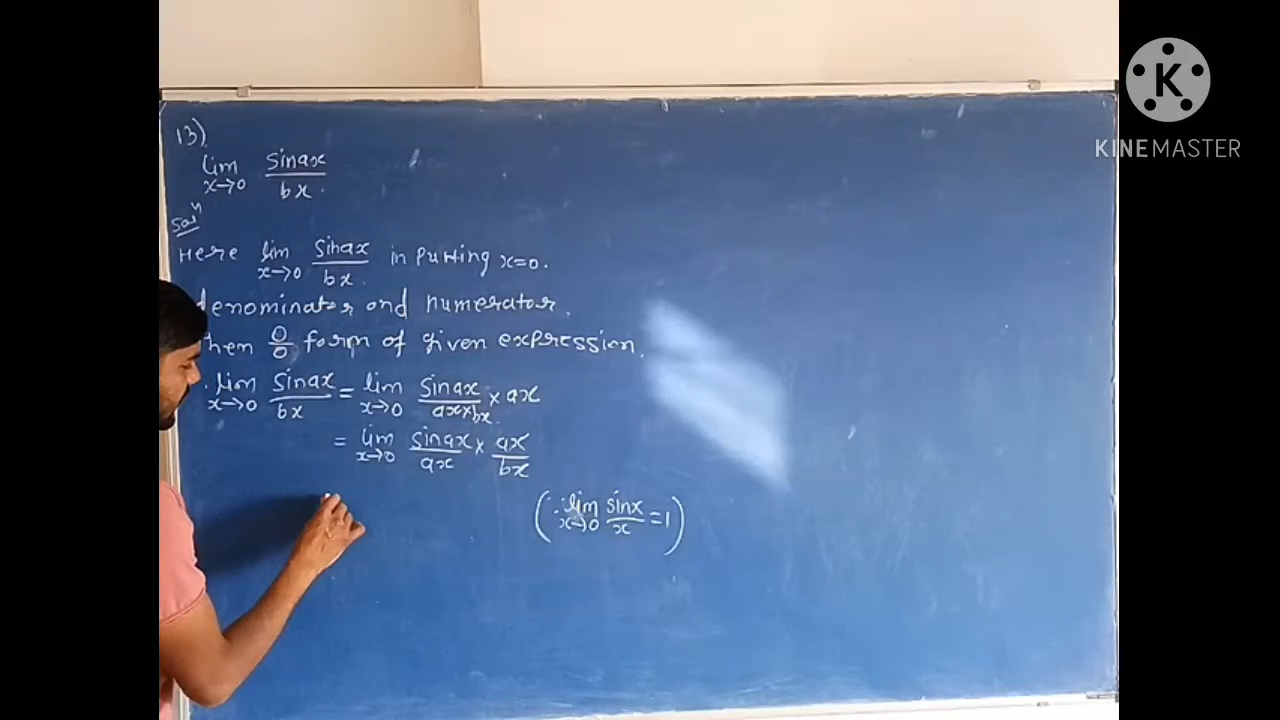 13)
lim x→0 sinax/bx.
Solⁿ
Here lim x→0 sinax/bx. in putting x=0.
denominator and numerator.
hen 0/0 form of given expression.
∴ lim x→0 sinax/bx = lim x→0 sinax/ax×bx. × ax
= lim x→0 sinax/ax × ax/bx
(∵ lim x→0 sinx/x = 1)
K
KINEMASTER